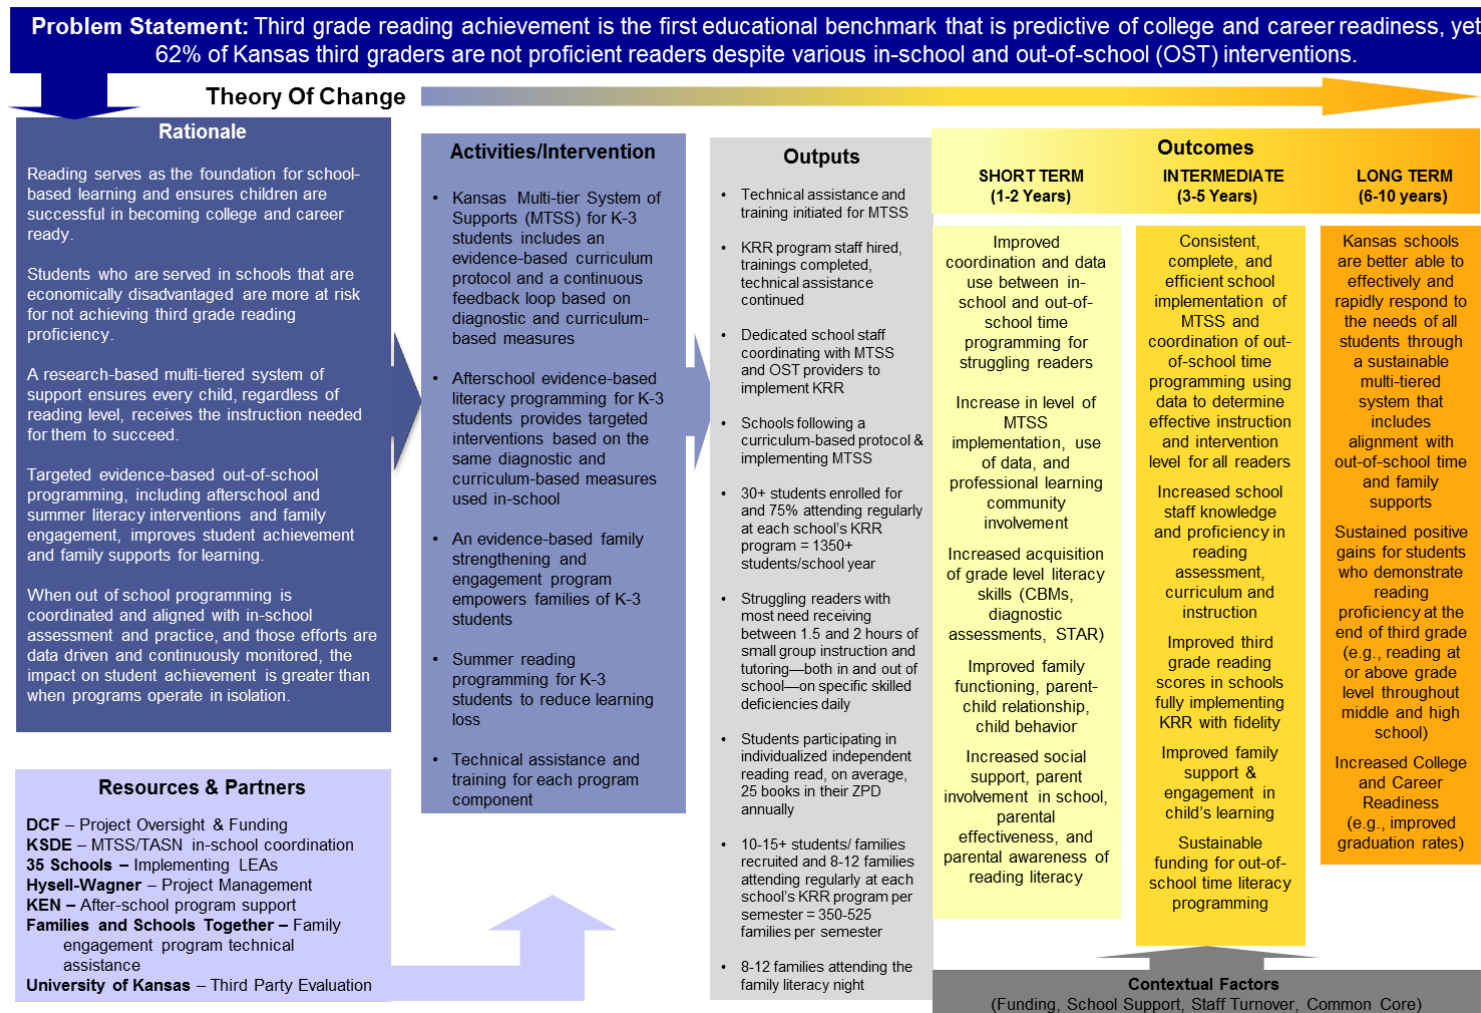 Problem Statement: Third grade reading achievement is the first educational benchmark that is predictive of college and career readiness, yet
62% of Kansas third graders are not proficient readers despite various in-school and out-of-school (OST) interventions.
Theory Of Change
Rationale
Reading serves as the foundation for school-
based learning and ensures children are
successful in becoming college and career
ready.
Students who are served in schools that are
economically disadvantaged are more at risk
for not achieving third grade reading
proficiency.
A research-based multi-tiered system of
support ensures every child, regardless of
reading level, receives the instruction needed
for them to succeed.
Targeted evidence-based out-of-school
programming, including afterschool and
summer literacy interventions and family
engagement, improves student achievement
and family supports for learning.
When out of school programming is
coordinated and aligned with in-school
assessment and practice, and those efforts are
data driven and continuously monitored, the
impact on student achievement is greater than
when programs operate in isolation.
Resources & Partners
DCF – Project Oversight & Funding
KSDE – MTSS/TASN in-school coordination
35 Schools – Implementing LEAs
Hysell-Wagner – Project Management
KEN – After-school program support
Families and Schools Together – Family
engagement program technical
assistance
University of Kansas – Third Party Evaluation
Activities/Intervention
• Kansas Multi-tier System of
Supports (MTSS) for K-3
students includes an
evidence-based curriculum
protocol and a continuous
feedback loop based on
diagnostic and curriculum-
based measures
• Afterschool evidence-based
literacy programming for K-3
students provides targeted
interventions based on the
same diagnostic and
curriculum-based measures
used in-school
• An evidence-based family
strengthening and
engagement program
empowers families of K-3
students
• Summer reading
programming for K-3
students to reduce learning
loss
• Technical assistance and
training for each program
component
Outputs
• Technical assistance and
training initiated for MTSS
• KRR program staff hired,
trainings completed,
technical assistance
continued
• Dedicated school staff
coordinating with MTSS
and OST providers to
implement KRR
• Schools following a
curriculum-based protocol &
implementing MTSS
• 30+ students enrolled for
and 75% attending regularly
at each school's KRR
program = 1350+
students/school year
• Struggling readers with
most need receiving
between 1.5 and 2 hours of
small group instruction and
tutoring—both in and out of
school—on specific skilled
deficiencies daily
• Students participating in
individualized independent
reading read, on average,
25 books in their ZPD
annually
• 10-15+ students/ families
recruited and 8-12 families
attending regularly at each
school's KRR program per
semester = 350-525
families per semester
• 8-12 families attending the
family literacy night
Outcomes
SHORT TERM
(1-2 Years)
Improved
coordination and data
use between in-
school and out-of-
school time
programming for
struggling readers
Increase in level of
MTSS
implementation, use
of data, and
professional learning
community
involvement
Increased acquisition
of grade level literacy
skills (CBMs,
diagnostic
assessments, STAR)
Improved family
functioning, parent-
child relationship,
child behavior
Increased social
support, parent
involvement in school,
parental
effectiveness, and
parental awareness of
reading literacy
INTERMEDIATE
(3-5 Years)
Consistent,
complete, and
efficient school
implementation of
MTSS and
coordination of out-
of-school time
programming using
data to determine
effective instruction
and intervention
level for all readers
Increased school
staff knowledge
and proficiency in
reading
assessment,
curriculum and
instruction
Improved third
grade reading
scores in schools
fully implementing
KRR with fidelity
Improved family
support &
engagement in
child's learning
Sustainable
funding for out-of-
school time literacy
programming
LONG TERM
(6-10 years)
Kansas schools
are better able to
effectively and
rapidly respond to
the needs of all
students through
a sustainable
multi-tiered
system that
includes
alignment with
out-of-school time
and family
supports
Sustained positive
gains for students
who demonstrate
reading
proficiency at the
end of third grade
(e.g., reading at
or above grade
level throughout
middle and high
school)
Increased College
and Career
Readiness
(e.g., improved
graduation rates)
Contextual Factors
(Funding, School Support, Staff Turnover, Common Core)